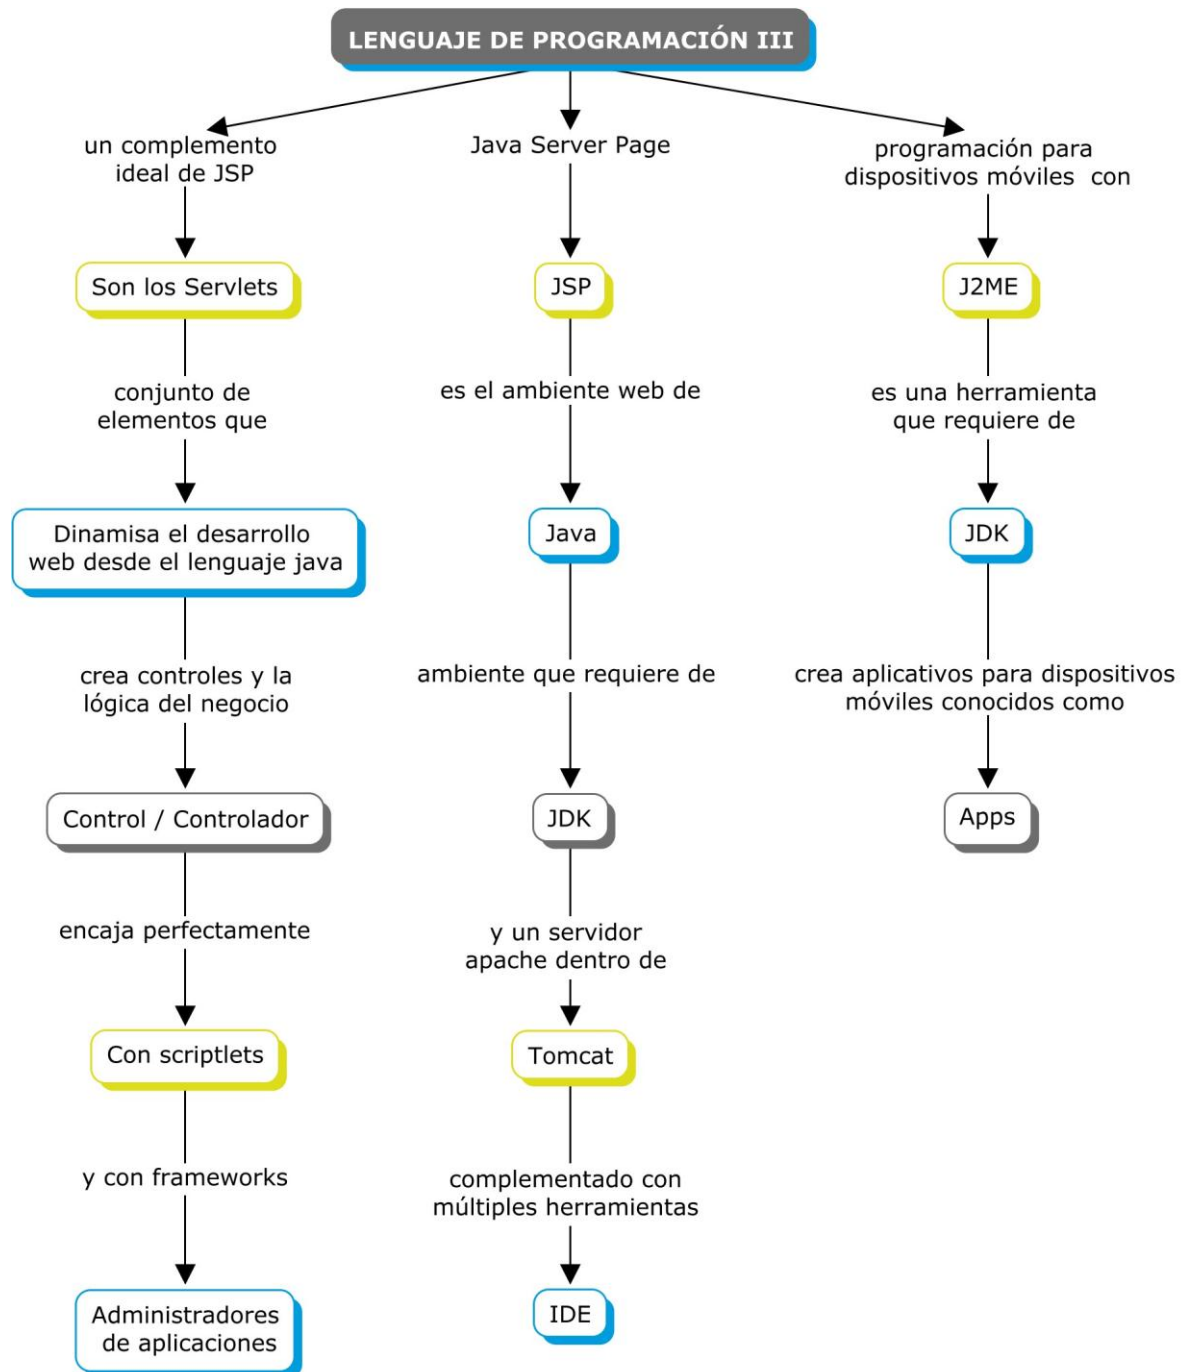 LENGUAJE DE PROGRAMACIÓN III
un complemento
ideal de JSP
Son los Servlets
conjunto de
elementos que
Dinamisa el desarrollo
web desde el lenguaje java
crea controles y la
lógica del negocio
Control / Controlador
encaja perfectamente
Con scriptlets
y con frameworks
Administradores
de aplicaciones
Java Server Page
JSP
es el ambiente web de
Java
ambiente que requiere de
JDK
y un servidor
apache dentro de
Tomcat
complementado con
múltiples herramientas
IDE
programación para
dispositivos móviles con
J2ME
es una herramienta
que requiere de
JDK
crea aplicativos para dispositivos
móviles conocidos como
Apps